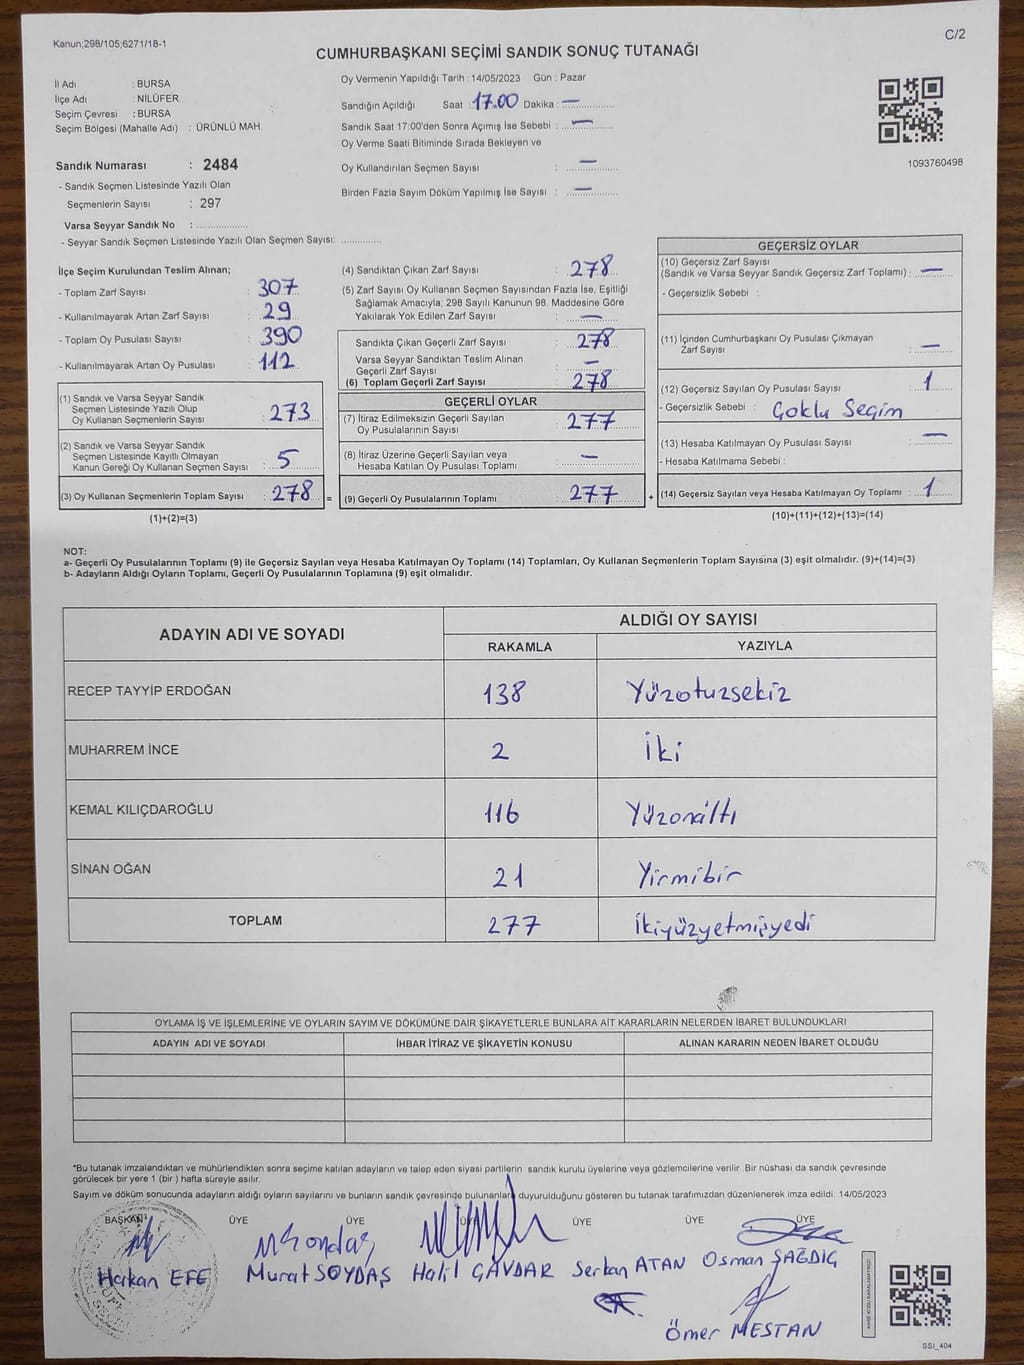 Kanun;298/105;6271/18-1
C/2
CUMHURBAŞKANI SEÇİMİ SANDIK SONUÇ TUTANAĞI
İl Adı : BURSA
İlçe Adı : NİLÜFER
Seçim Çevresi : BURSA
Seçim Bölgesi (Mahalle Adı) : ÜRÜNLÜ MAH.
Oy Vermenin Yapıldığı Tarih : 14/05/2023 Gün : Pazar
Sandığın Açıldığı Saat : 17.00 Dakika : —
Sandık Saat 17:00'den Sonra Açımış İse Sebebi : —
Oy Verme Saati Bitiminde Sırada Bekleyen ve
Oy Kullandırılan Seçmen Sayısı : —
Birden Fazla Sayım Döküm Yapılmış İse Sayısı : —
1093760498
Sandık Numarası : 2484
- Sandık Seçmen Listesinde Yazılı Olan
Seçmenlerin Sayısı : 297
Varsa Seyyar Sandık No : ..................
- Seyyar Sandık Seçmen Listesinde Yazılı Olan Seçmen Sayısı: ..............
İlçe Seçim Kurulundan Teslim Alınan;
- Toplam Zarf Sayısı : 307
- Kullanılmayarak Artan Zarf Sayısı : 29
- Toplam Oy Pusulası Sayısı : 390
- Kullanılmayarak Artan Oy Pusulası : 112
(1) Sandık ve Varsa Seyyar Sandık
Seçmen Listesinde Yazılı Olup
Oy Kullanan Seçmenlerin Sayısı : 273
(2) Sandık ve Varsa Seyyar Sandık
Seçmen Listesinde Kayıtlı Olmayan
Kanun Gereği Oy Kullanan Seçmen Sayısı : 5
(3) Oy Kullanan Seçmenlerin Toplam Sayısı : 278 =
(1)+(2)=(3)
(4) Sandıktan Çıkan Zarf Sayısı : 278
(5) Zarf Sayısı Oy Kullanan Seçmen Sayısından Fazla İse, Eşitliği
Sağlamak Amacıyla; 298 Sayılı Kanunun 98. Maddesine Göre
Yakılarak Yok Edilen Zarf Sayısı : —
Sandıkta Çıkan Geçerli Zarf Sayısı : 278
Varsa Seyyar Sandıktan Teslim Alınan
Geçerli Zarf Sayısı : —
(6) Toplam Geçerli Zarf Sayısı : 278
GEÇERLİ OYLAR
(7) İtiraz Edilmeksizin Geçerli Sayılan
Oy Pusulalarının Sayısı : 277
(8) İtiraz Üzerine Geçerli Sayılan veya
Hesaba Katılan Oy Pusulası Toplamı : —
(9) Geçerli Oy Pusulalarının Toplamı : 277 +
GEÇERSİZ OYLAR
(10) Geçersiz Zarf Sayısı
(Sandık ve Varsa Seyyar Sandık Geçersiz Zarf Toplamı) : —
- Geçersizlik Sebebi :
(11) İçinden Cumhurbaşkanı Oy Pusulası Çıkmayan
Zarf Sayısı : —
(12) Geçersiz Sayılan Oy Pusulası Sayısı : 1
- Geçersizlik Sebebi : Çoklu Seçim
(13) Hesaba Katılmayan Oy Pusulası Sayısı : —
- Hesaba Katılmama Sebebi :
(14) Geçersiz Sayılan veya Hesaba Katılmayan Oy Toplamı : 1
(10)+(11)+(12)+(13)=(14)
NOT:
a- Geçerli Oy Pusulalarının Toplamı (9) ile Geçersiz Sayılan veya Hesaba Katılmayan Oy Toplamı (14) Toplamları, Oy Kullanan Seçmenlerin Toplam Sayısına (3) eşit olmalıdır. (9)+(14)=(3)
b- Adayların Aldığı Oyların Toplamı, Geçerli Oy Pusulalarının Toplamına (9) eşit olmalıdır.
ADAYIN ADI VE SOYADI ALDIĞI OY SAYISI
RAKAMLA YAZIYLA
RECEP TAYYİP ERDOĞAN 138 Yüzotuzsekiz
MUHARREM İNCE 2 İki
KEMAL KILIÇDAROĞLU 116 Yüzonaltı
SİNAN OĞAN 21 Yirmibir
TOPLAM 277 İkiyüzyetmişyedi
OYLAMA İŞ VE İŞLEMLERİNE VE OYLARIN SAYIM VE DÖKÜMÜNE DAİR ŞİKAYETLERLE BUNLARA AİT KARARLARIN NELERDEN İBARET BULUNDUKLARI
ADAYIN ADI VE SOYADI İHBAR İTİRAZ VE ŞİKAYETİN KONUSU ALINAN KARARIN NEDEN İBARET OLDUĞU
*Bu tutanak imzalandıktan ve mühürlendikten sonra seçime katılan adayların ve talep eden siyasi partilerin sandık kurulu üyelerine veya gözlemcilerine verilir .Bir nüshası da sandık çevresinde
görülecek bir yere 1 (bir ) hafta süreyle asılır.
Sayım ve döküm sonucunda adayların aldığı oyların sayılarını ve bunların sandık çevresinde bulunanlara duyurulduğunu gösteren bu tutanak tarafımızdan düzenlenerek imza edildi. 14/05/2023
BAŞKAN ÜYE ÜYE ÜYE ÜYE ÜYE ÜYE
Hakan EFE Murat SOYDAŞ Halil ÇAVDAR Serkan ATAN Osman SAĞDIÇ
Ömer MESTAN
SSI_404